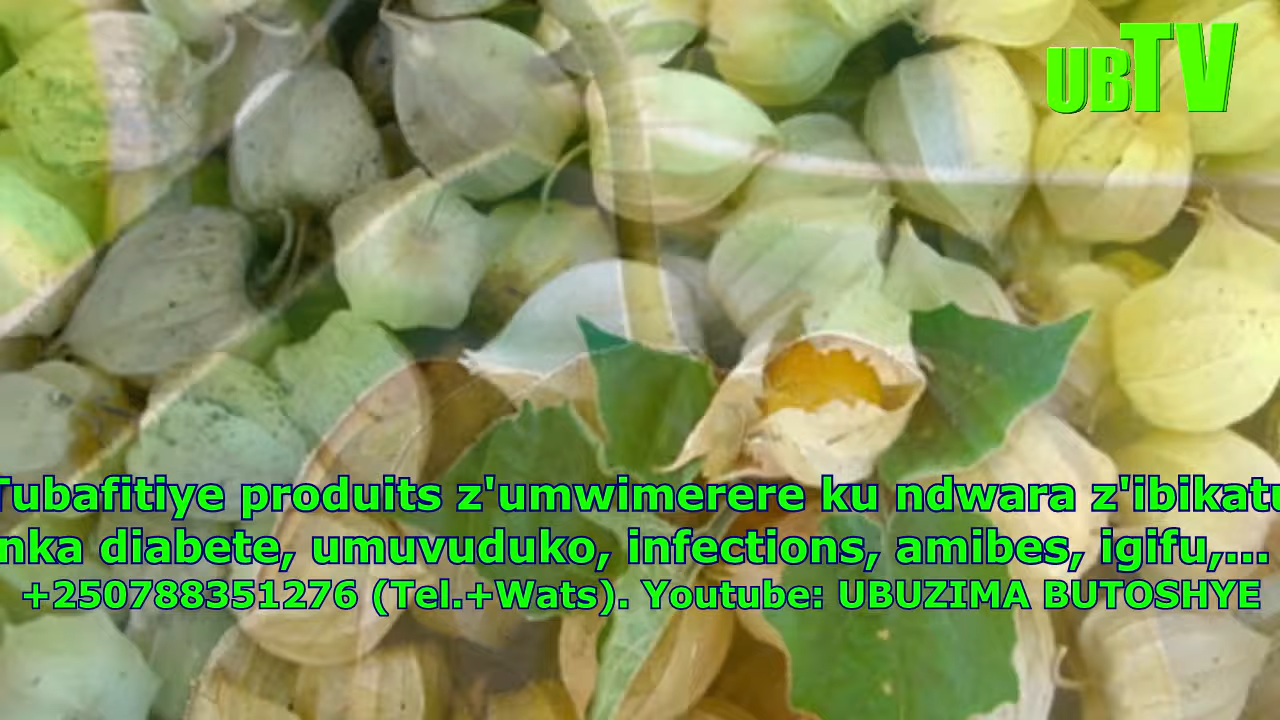 UBTV
Tubafitiye produits z'umwimerere ku ndwara z'ibikatu
nka diabete, umuvuduko, infections, amibes, igifu,...
+250788351276 (Tel.+Wats). Youtube: UBUZIMA BUTOSHYE